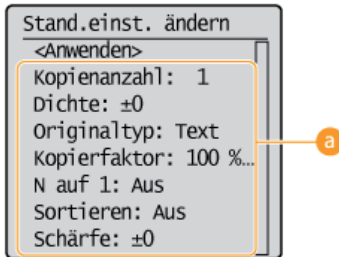 Stand.einst. ändern
<Anwenden>
Kopienanzahl: 1
Dichte: ±0
Originaltyp: Text
Kopierfaktor: 100 %...
N auf 1: Aus
Sortieren: Aus
Schärfe: ±0
a